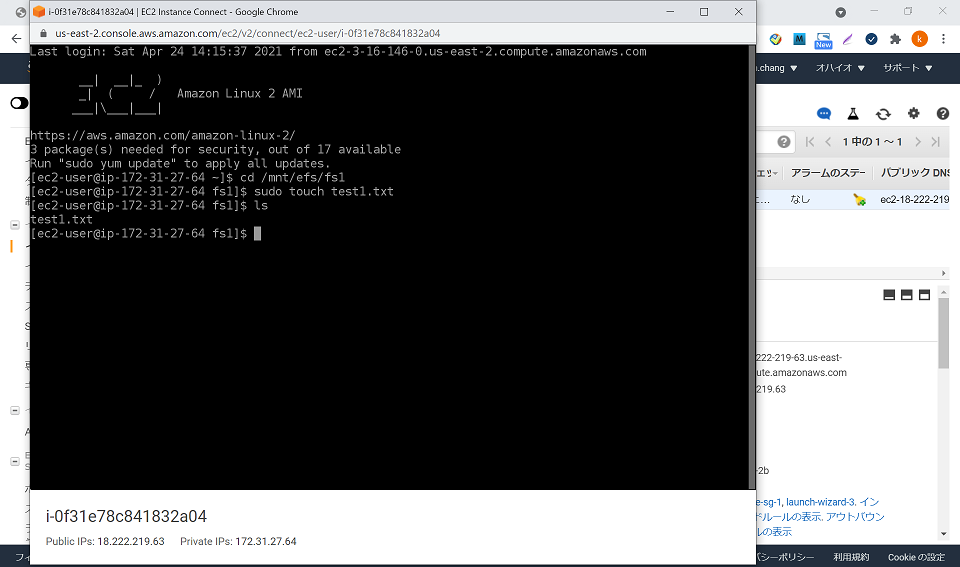 i-0f31e78c841832a04 | EC2 Instance Connect - Google Chrome
us-east-2.console.aws.amazon.com/ec2/v2/connect/ec2-user/i-0f31e78c841832a04
New
k
Last login: Sat Apr 24 14:15:37 2021 from ec2-3-16-146-0.us-east-2.compute.amazonaws.com
Amazon Linux 2 AMI
https://aws.amazon.com/amazon-linux-2/
3 package(s) needed for security, out of 17 available
Run "sudo yum update" to apply all updates.
[ec2-user@ip-172-31-27-64 ~]$ cd /mnt/efs/fs1
[ec2-user@ip-172-31-27-64 fs1]$ sudo touch test1.txt
[ec2-user@ip-172-31-27-64 fs1]$ ls
test1.txt
[ec2-user@ip-172-31-27-64 fs1]$
i-0f31e78c841832a04
Public IPs: 18.222.219.63 Private IPs: 172.31.27.64
.chang オハイオ サポート
1 中の 1 ~ 1
アラームのステー パブリック DNS
なし ec2-18-222-219
222-219-63.us-east-
ute.amazonaws.com
219.63
-2b
e-sg-1, launch-wizard-3. イン
ドルールの表示. アウトバウン
ルの表示
バシーポリシー 利用規約 Cookie の設定